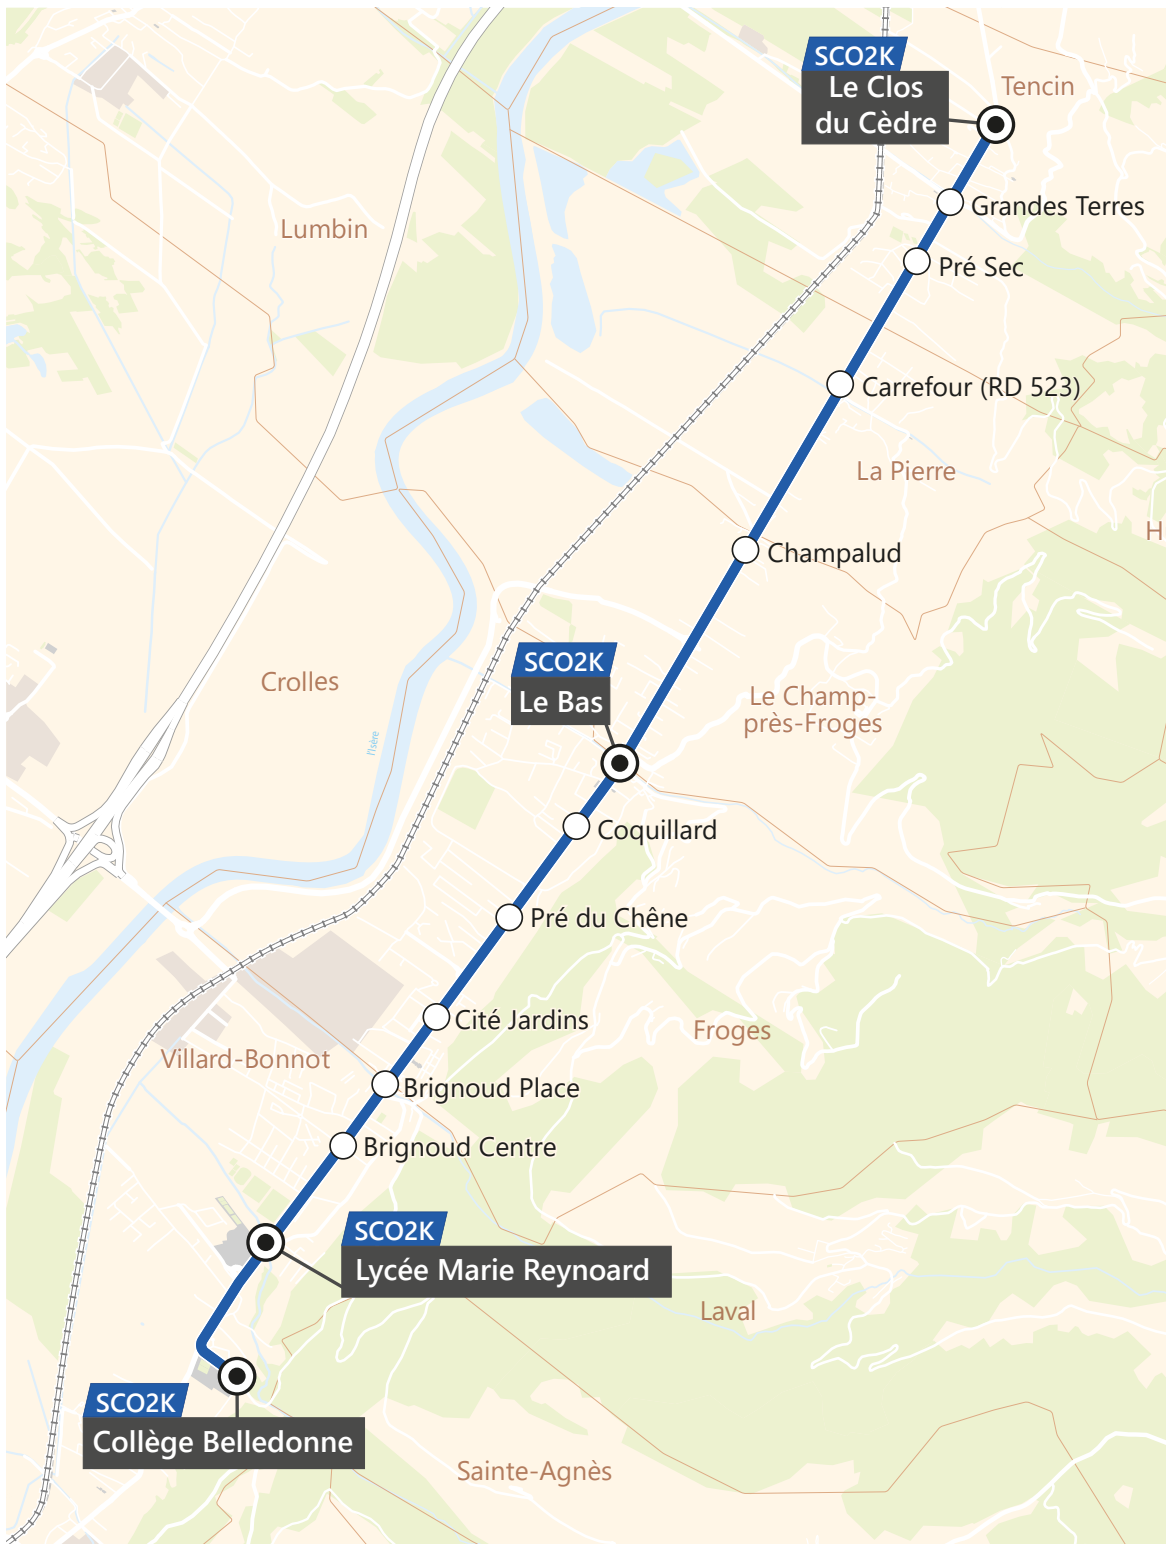 SCO2K
Le Clos
du Cèdre
Tencin
Grandes Terres
Lumbin
Pré Sec
Carrefour (RD 523)
La Pierre
H
Champalud
SCO2K
Le Bas
Crolles
Le Champ-
près-Froges
l'Isère
Coquillard
Pré du Chêne
Cité Jardins
Froges
Villard-Bonnot
Brignoud Place
Brignoud Centre
SCO2K
Lycée Marie Reynoard
Laval
SCO2K
Collège Belledonne
Sainte-Agnès